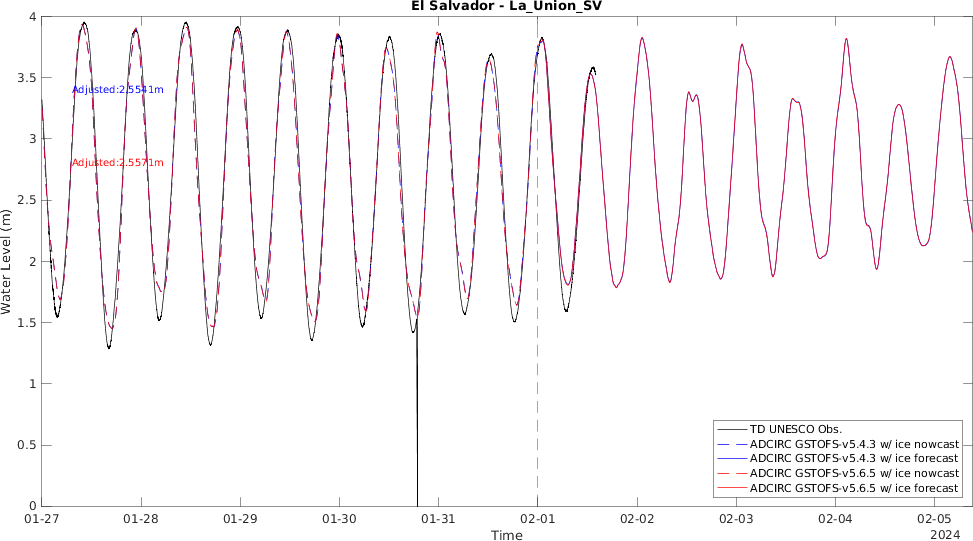 El Salvador - La_Union_SV
4
3.5
3
2.5
2
1.5
1
0.5
0
Water Level (m)
Adjusted:2.5541m
Adjusted:2.5571m
TD UNESCO Obs.
ADCIRC GSTOFS-v5.4.3 w/ ice nowcast
ADCIRC GSTOFS-v5.4.3 w/ ice forecast
ADCIRC GSTOFS-v5.6.5 w/ ice nowcast
ADCIRC GSTOFS-v5.6.5 w/ ice forecast
01-27 01-28 01-29 01-30 01-31 02-01 02-02 02-03 02-04 02-05
Time
2024